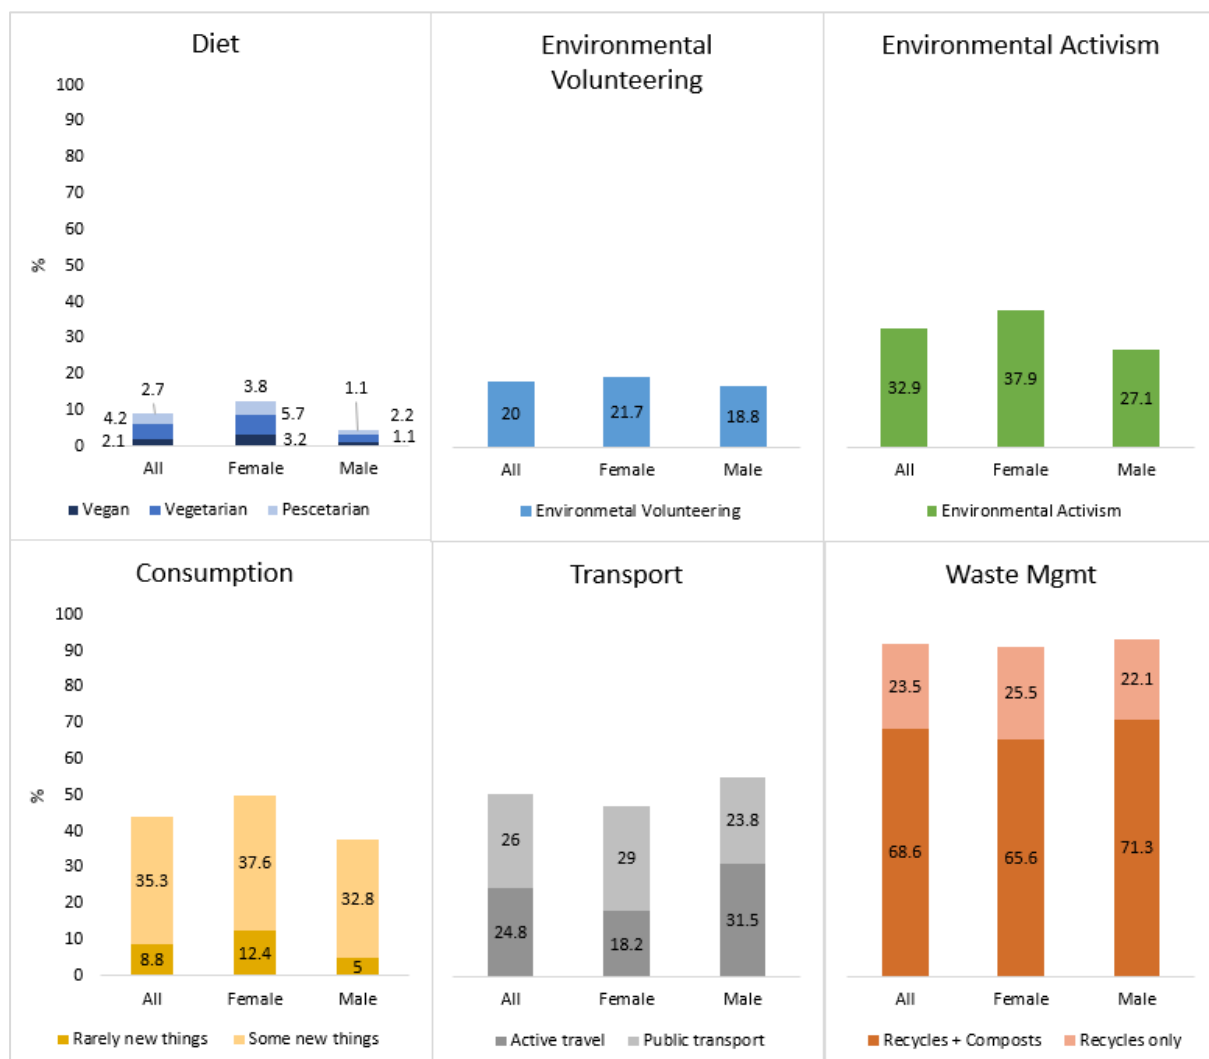 Diet
100
90
80
70
60
50
40
30
20
10
0
%
2.7
4.2
2.1
3.8
5.7
3.2
1.1
2.2
1.1
All Female Male
Vegan Vegetarian Pescetarian
Environmental
Volunteering
20 21.7 18.8
All Female Male
Environmetal Volunteering
Environmental Activism
32.9 37.9 27.1
All Female Male
Environmental Activism
Consumption
100
90
80
70
60
50
40
30
20
10
0
%
35.3 37.6 32.8
8.8 12.4 5
All Female Male
Rarely new things Some new things
Transport
26 29 23.8
24.8 18.2 31.5
All Female Male
Active travel Public transport
Waste Mgmt
23.5 25.5 22.1
68.6 65.6 71.3
All Female Male
Recycles + Composts Recycles only